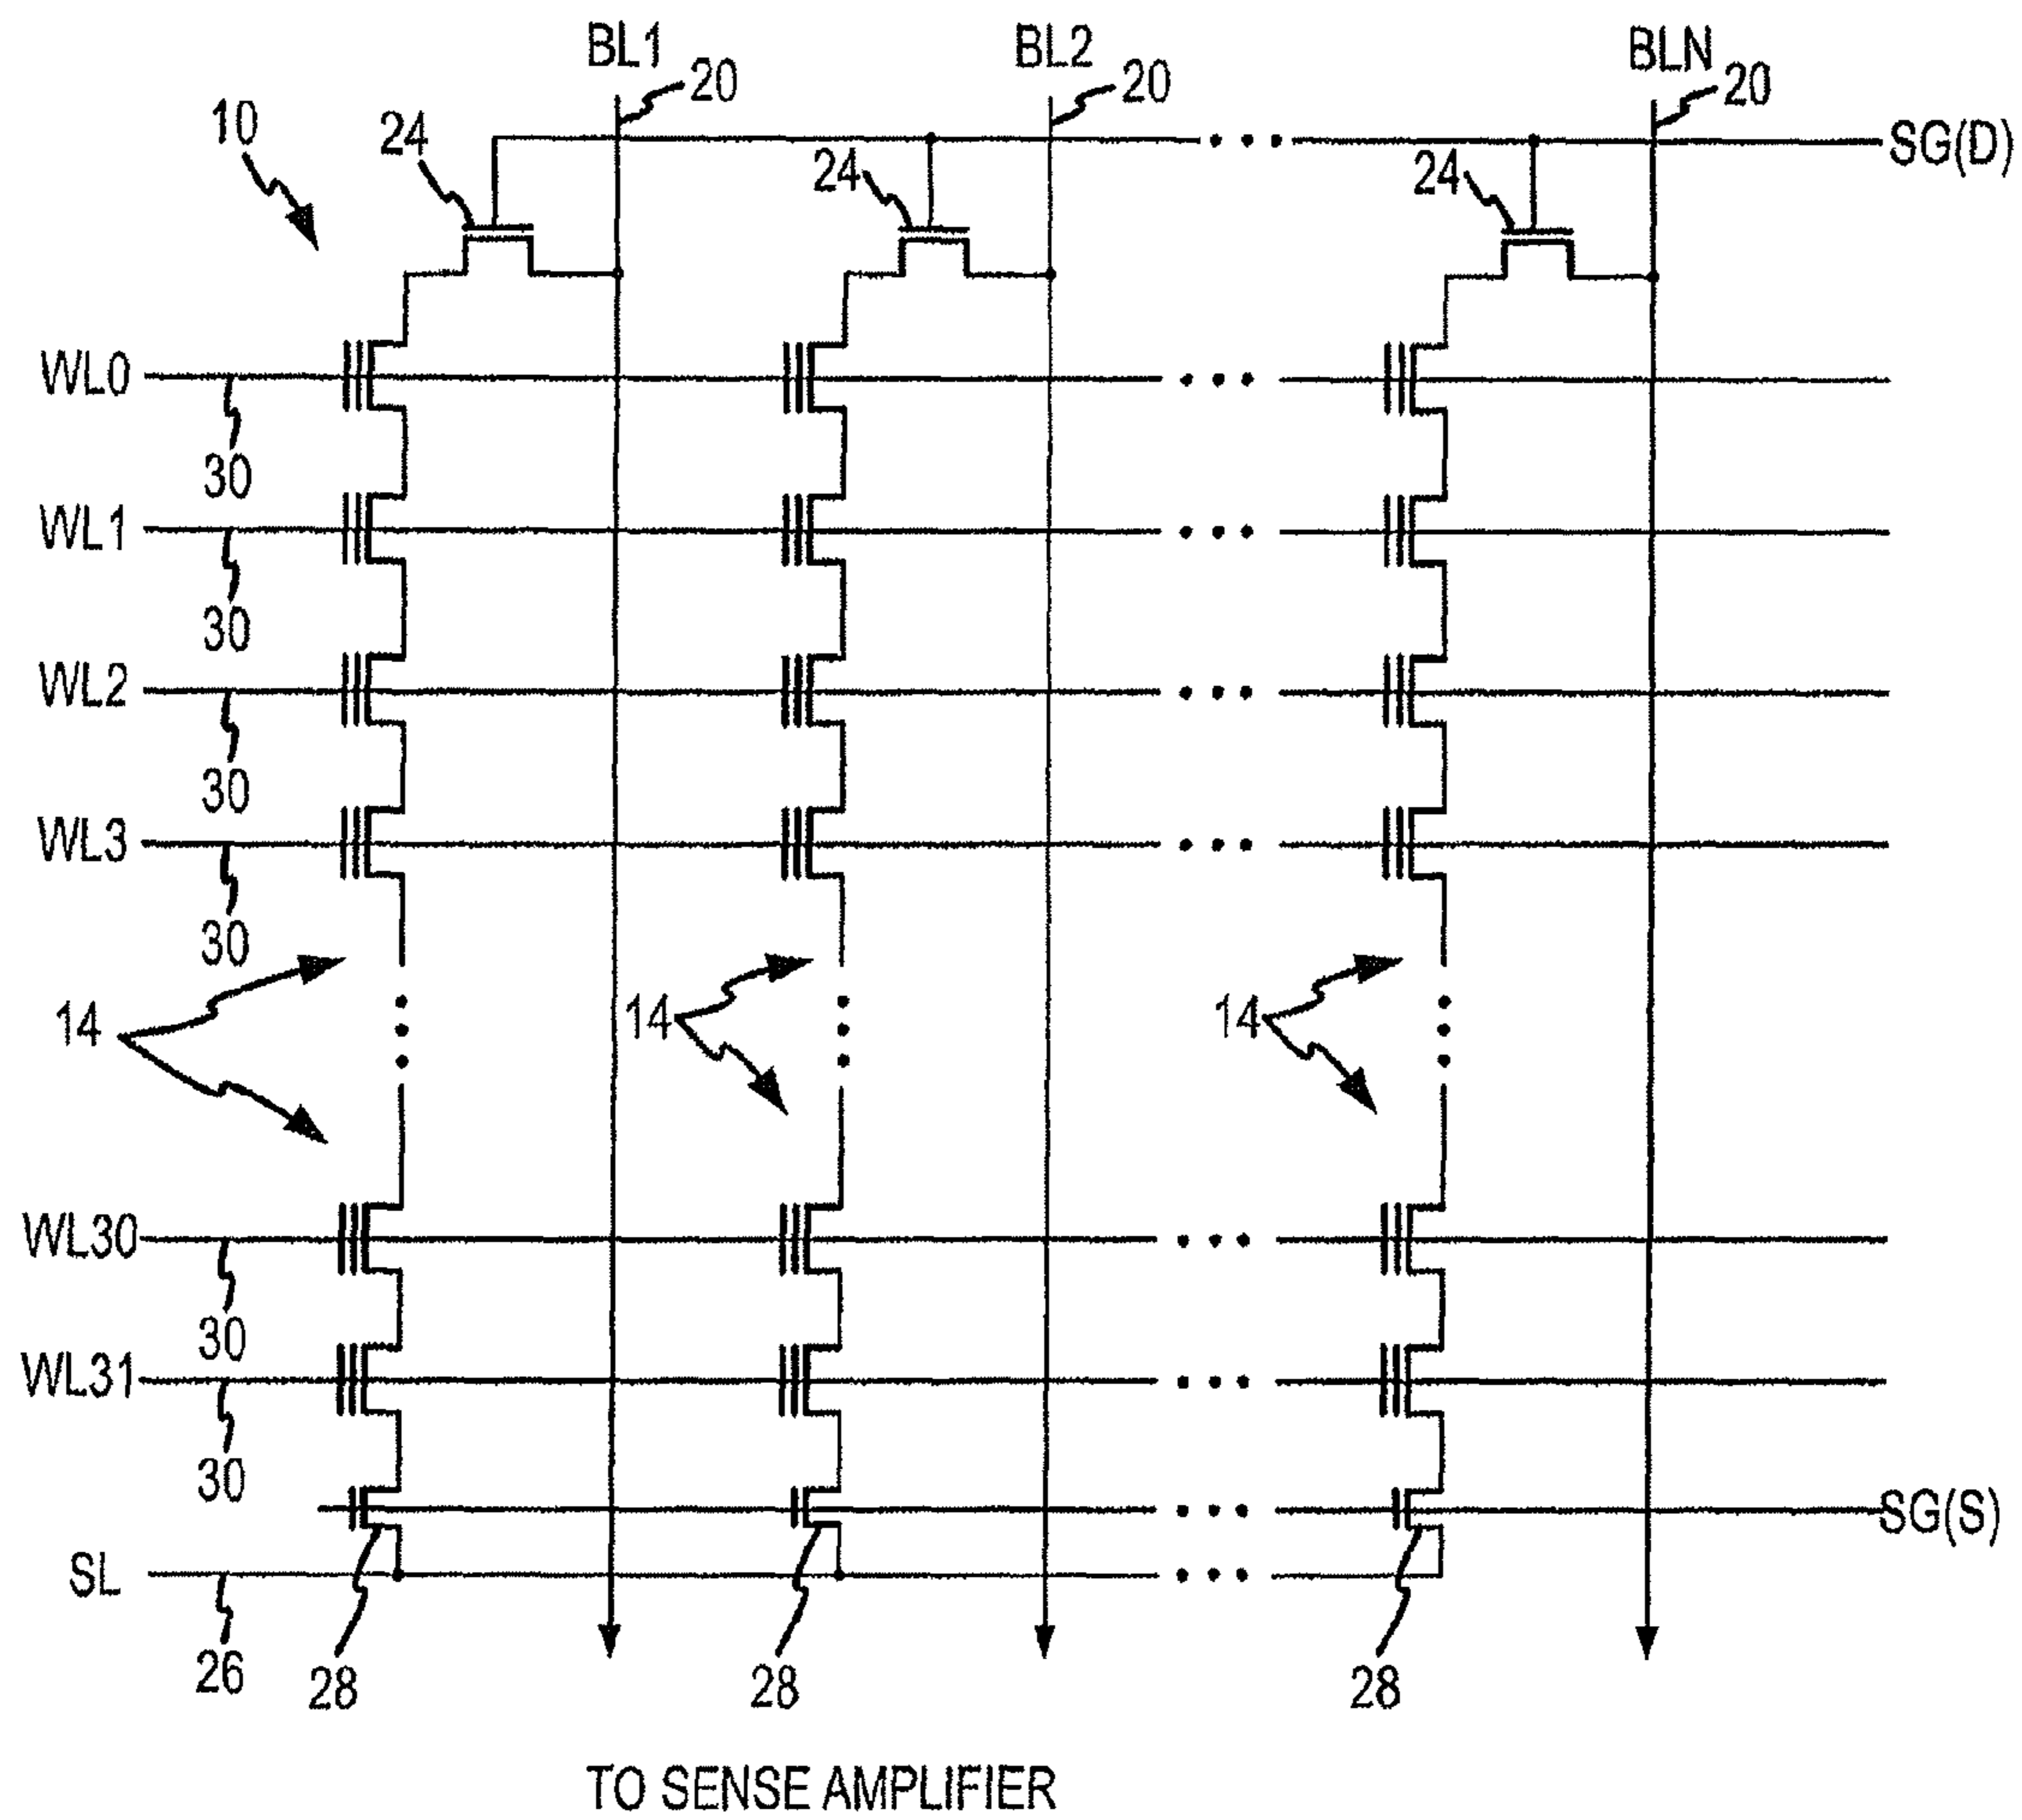 BL1
BL2
BLN
20
20
20
10
24
24
24
SG(D)
WL0
30
WL1
30
WL2
30
WL3
30
14
14
14
WL30
30
WL31
30
SG(S)
SL
26
28
28
28
TO SENSE AMPLIFIER